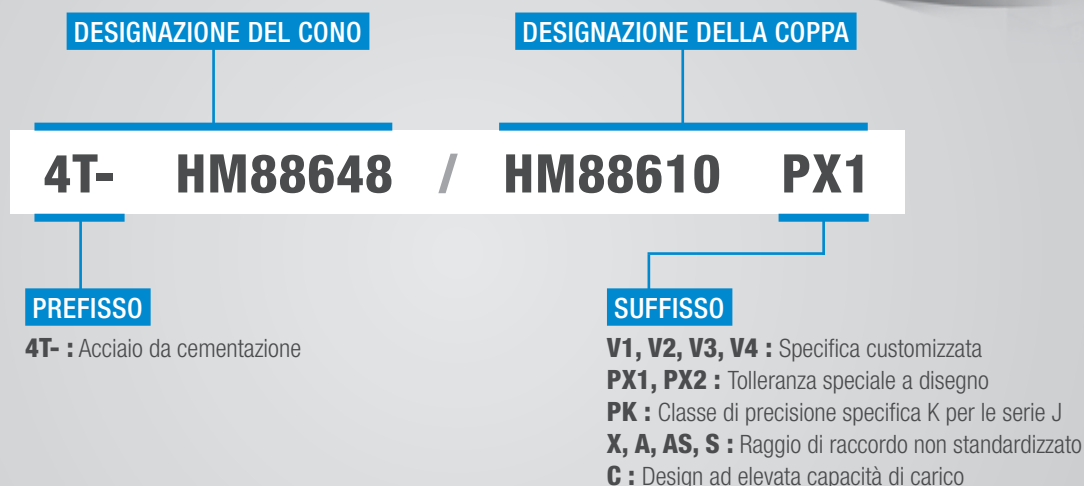 DESIGNAZIONE DEL CONO
DESIGNAZIONE DELLA COPPA
4T- HM88648 / HM88610 PX1
PREFISSO
4T- : Acciaio da cementazione
SUFFISSO
V1, V2, V3, V4 : Specifica customizzata
PX1, PX2 : Tolleranza speciale a disegno
PK : Classe di precisione specifica K per le serie J
X, A, AS, S : Raggio di raccordo non standardizzato
C : Design ad elevata capacità di carico